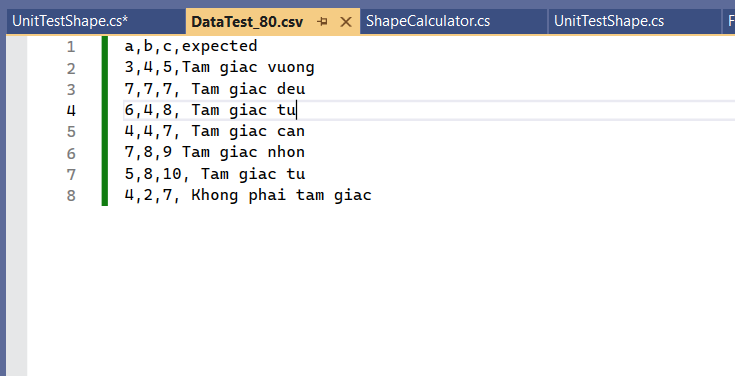 UnitTestShape.cs* DataTest_80.csv ShapeCalculator.cs UnitTestShape.cs F
1 a,b,c,expected
2 3,4,5,Tam giac vuong
3 7,7,7, Tam giac deu
4 6,4,8, Tam giac tu
5 4,4,7, Tam giac can
6 7,8,9 Tam giac nhon
7 5,8,10, Tam giac tu
8 4,2,7, Khong phai tam giac